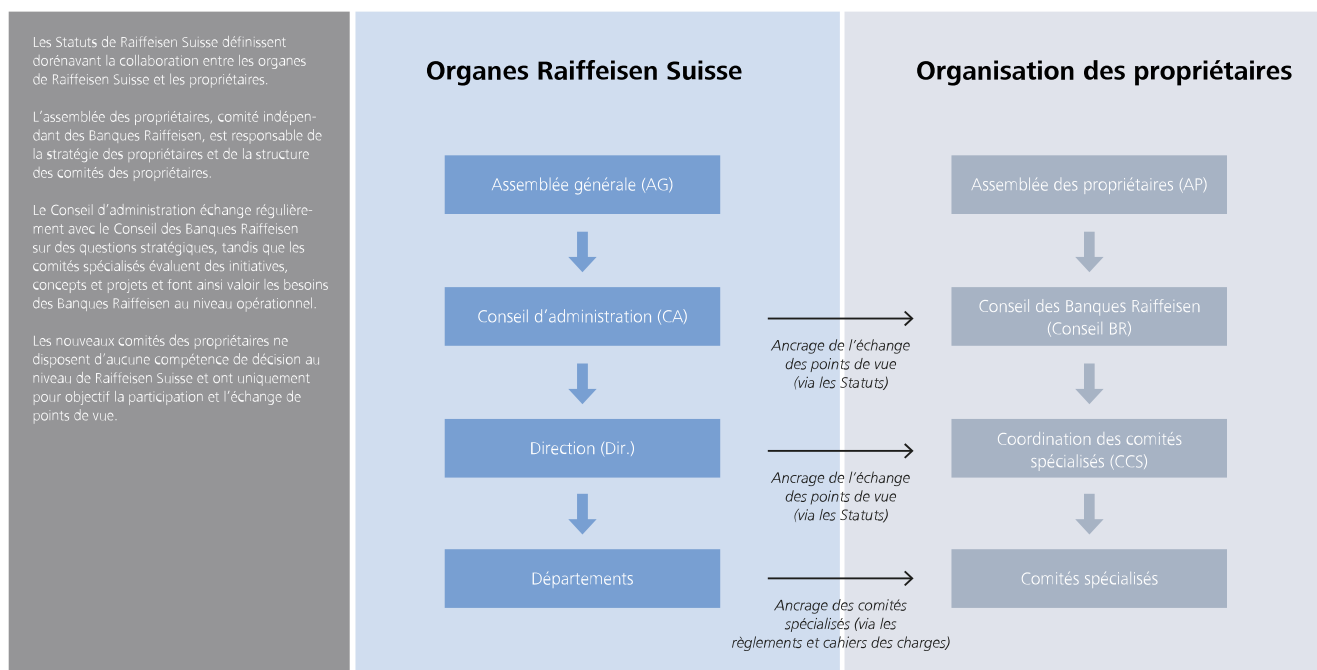 Les Statuts de Raiffeisen Suisse définissent
dorénavant la collaboration entre les organes
de Raiffeisen Suisse et les propriétaires.
L'assemblée des propriétaires, comité indépen-
dant des Banques Raiffeisen, est responsable de
la stratégie des propriétaires et de la structure
des comités des propriétaires.
Le Conseil d'administration échange régulière-
ment avec le Conseil des Banques Raiffeisen
sur des questions stratégiques, tandis que les
comités spécialisés évaluent des initiatives,
concepts et projets et font ainsi valoir les besoins
des Banques Raiffeisen au niveau opérationnel.
Les nouveaux comités des propriétaires ne
disposent d'aucune compétence de décision au
niveau de Raiffeisen Suisse et ont uniquement
pour objectif la participation et l'échange de
points de vue.
Organes Raiffeisen Suisse
Assemblée générale (AG)
Conseil d'administration (CA)
Direction (Dir.)
Départements
Ancrage de l'échange
des points de vue
(via les Statuts)
Ancrage de l'échange
des points de vue
(via les Statuts)
Ancrage des comités
spécialisés (via les
règlements et cahiers des charges)
Organisation des propriétaires
Assemblée des propriétaires (AP)
Conseil des Banques Raiffeisen
(Conseil BR)
Coordination des comités
spécialisés (CCS)
Comités spécialisés